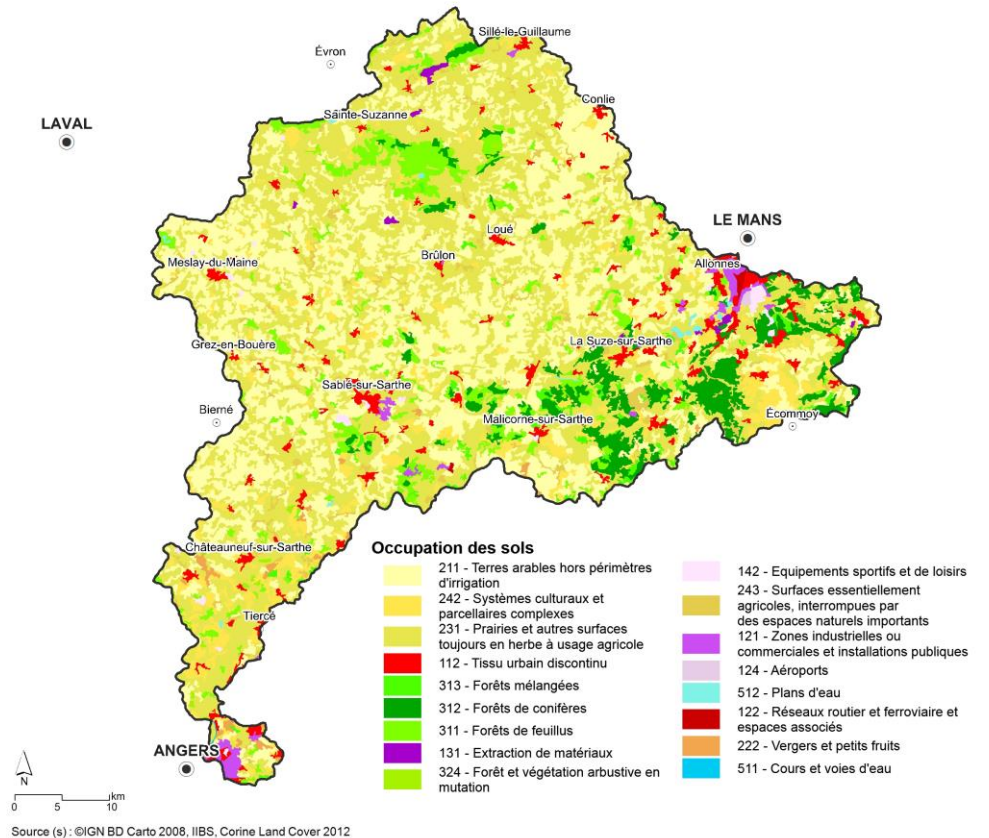 Sillé-le-Guillaume
Évron
Conlie
Sainte-Suzanne
LAVAL
LE MANS
Loué
Brûlon
Allonnes
Meslay-du-Maine
Grez-en-Bouère
La Suze-sur-Sarthe
Sablé-sur-Sarthe
Bierné
Malicorne-sur-Sarthe
Écommoy
Châteauneuf-sur-Sarthe
Tiercé
ANGERS
Occupation des sols
211 - Terres arables hors périmètres
d'irrigation
242 - Systèmes culturaux et
parcellaires complexes
231 - Prairies et autres surfaces
toujours en herbe à usage agricole
112 - Tissu urbain discontinu
313 - Forêts mélangées
312 - Forêts de conifères
311 - Forêts de feuillus
131 - Extraction de matériaux
324 - Forêt et végétation arbustive en
mutation
142 - Equipements sportifs et de loisirs
243 - Surfaces essentiellement
agricoles, interrompues par
des espaces naturels importants
121 - Zones industrielles ou
commerciales et installations publiques
124 - Aéroports
512 - Plans d'eau
122 - Réseaux routier et ferroviaire et
espaces associés
222 - Vergers et petits fruits
511 - Cours et voies d'eau
N
km
0 5 10
Source (s) : ©IGN BD Carto 2008, IIBS, Corine Land Cover 2012